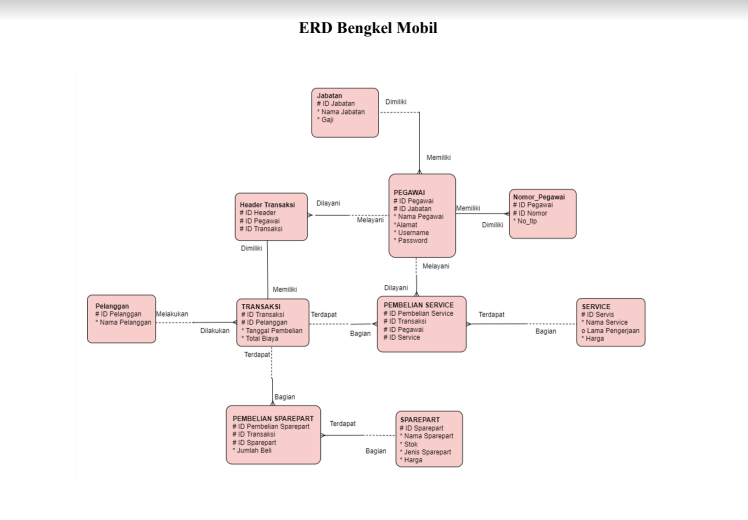 ERD Bengkel Mobil
Jabatan
# ID Jabatan
* Nama Jabatan
* Gaji
Dimiliki
Memiliki
PEGAWAI
# ID Pegawai
# ID Jabatan
* Nama Pegawai
*Alamat
* Username
* Password
Nomor_Pegawai
# ID Pegawai
# ID Nomor
* No_tlp
Memiliki
Dimiliki
Header Transaksi
# ID Header
# ID Pegawai
# ID Transaksi
Dilayani
Melayani
Dimiliki
Memiliki
Melayani
Dilayani
Pelanggan
# ID Pelanggan
* Nama Pelanggan
Melakukan
Dilakukan
TRANSAKSI
# ID Transaksi
# ID Pelanggan
* Tanggal Pembelian
* Total Biaya
Terdapat
Bagian
PEMBELIAN SERVICE
# ID Pembelian Service
# ID Transaksi
# ID Pegawai
# ID Service
Terdapat
Bagian
SERVICE
# ID Servis
* Nama Service
o Lama Pengerjaan
* Harga
Terdapat
Bagian
PEMBELIAN SPAREPART
# ID Pembelian Sparepart
# ID Transaksi
# ID Sparepart
* Jumlah Beli
Terdapat
Bagian
SPAREPART
# ID Sparepart
* Nama Sparepart
* Stok
* Jenis Sparepart
* Harga